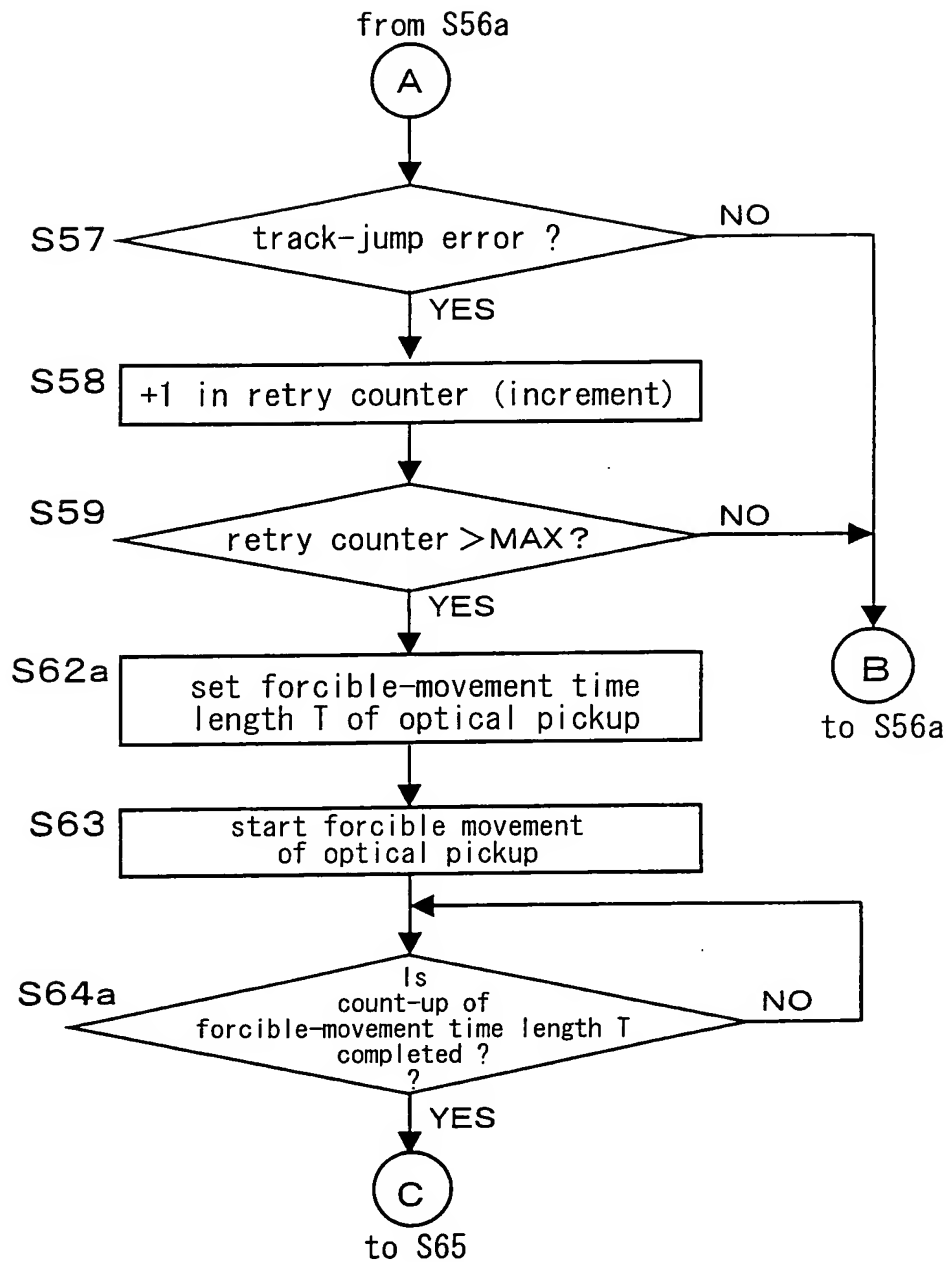 from S56a
A
S57
track-jump error ?
NO
YES
S58
+1 in retry counter (increment)
S59
retry counter >MAX?
NO
YES
S62a
set forcible-movement time
length T of optical pickup
B
to S56a
S63
start forcible movement
of optical pickup
S64a
Is
count-up of
forcible-movement time length T
completed ?
?
NO
YES
C
to S65